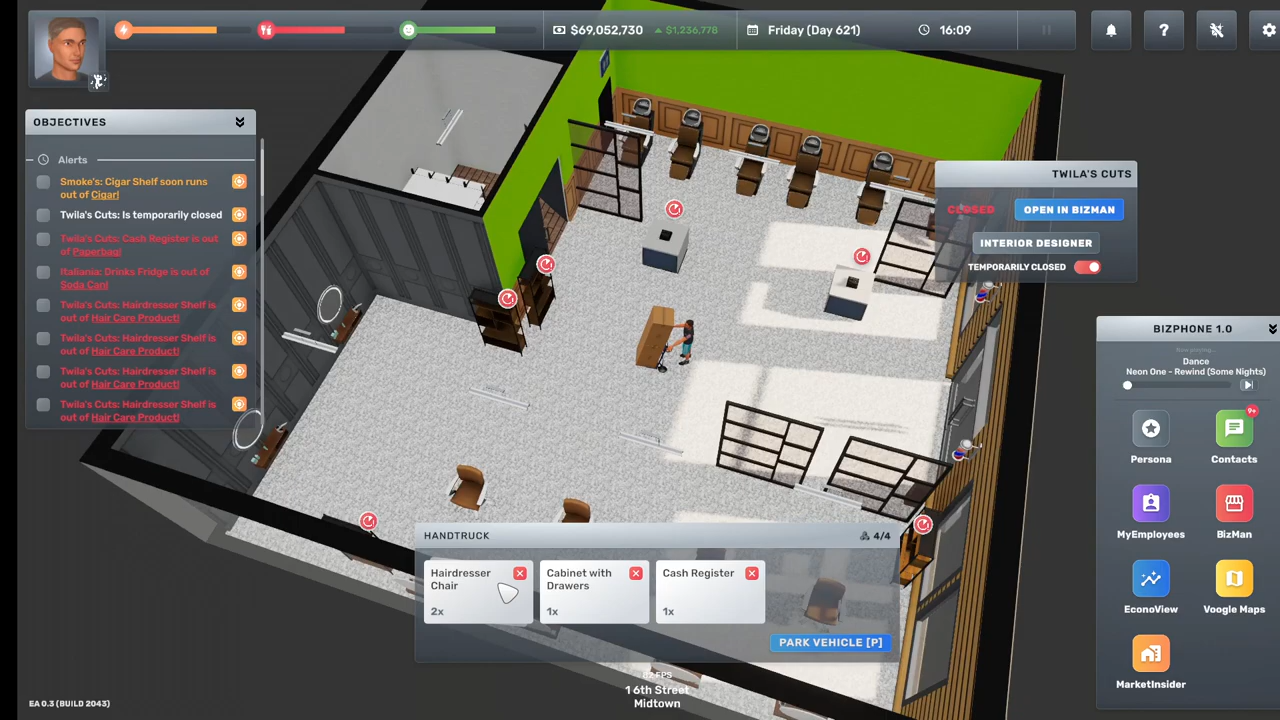 $69,052,730
$1,236,778
Friday (Day 621)
16:09
?
OBJECTIVES
Alerts
Smoke's: Cigar Shelf soon runs
out of Cigar!
Twila's Cuts: Is temporarily closed
Twila's Cuts: Cash Register is out
of Paperbag!
Italiania: Drinks Fridge is out of
Soda Can!
Twila's Cuts: Hairdresser Shelf is
out of Hair Care Product!
Twila's Cuts: Hairdresser Shelf is
out of Hair Care Product!
Twila's Cuts: Hairdresser Shelf is
out of Hair Care Product!
Twila's Cuts: Hairdresser Shelf is
out of Hair Care Product!
TWILA'S CUTS
CLOSED
OPEN IN BIZMAN
INTERIOR DESIGNER
TEMPORARILY CLOSED
BIZPHONE 1.0
Now playing...
Dance
Neon One - Rewind (Some Nights)
9+
Persona
Contacts
MyEmployees
BizMan
EconoView
Voogle Maps
MarketInsider
HANDTRUCK
4/4
Hairdresser
Chair
2x
Cabinet with
Drawers
1x
Cash Register
1x
PARK VEHICLE [P]
1 6th Street
Midtown
EA 0.3 (BUILD 2043)